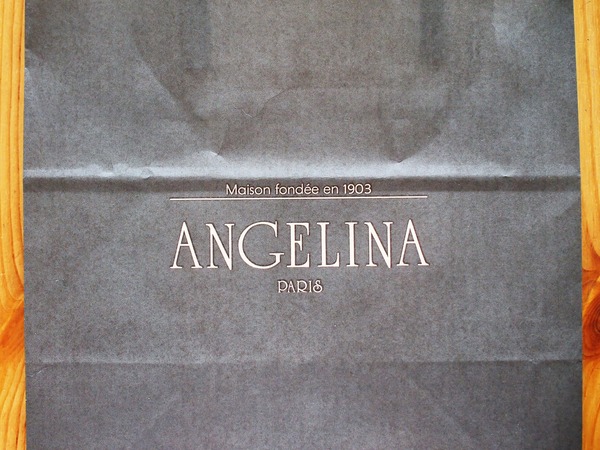 Maison fondée en 1903
ANGELINA
PARIS